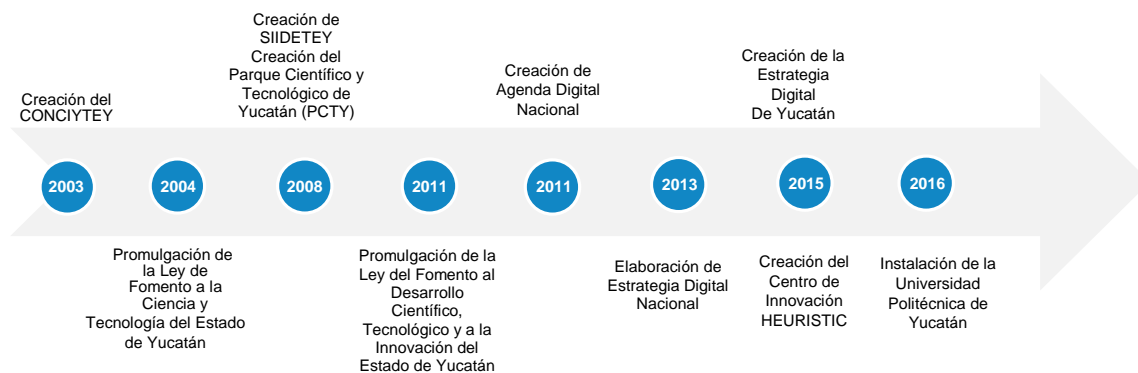 Creación del
CONCIYTEY
Creación de
SIIDETEY
Creación del
Parque Científico y
Tecnológico de
Yucatán (PCTY)
Creación de
Agenda Digital
Nacional
Creación de la
Estrategia
Digital
De Yucatán
2003
2004
2008
2011
2011
2013
2015
2016
Promulgación de
la Ley de
Fomento a la
Ciencia y
Tecnología del Estado
de Yucatán
Promulgación de la
Ley del Fomento al
Desarrollo
Científico,
Tecnológico y a la
Innovación del
Estado de Yucatán
Elaboración de
Estrategia Digital
Nacional
Creación del
Centro de
Innovación
HEURISTIC
Instalación de la
Universidad
Politécnica de
Yucatán